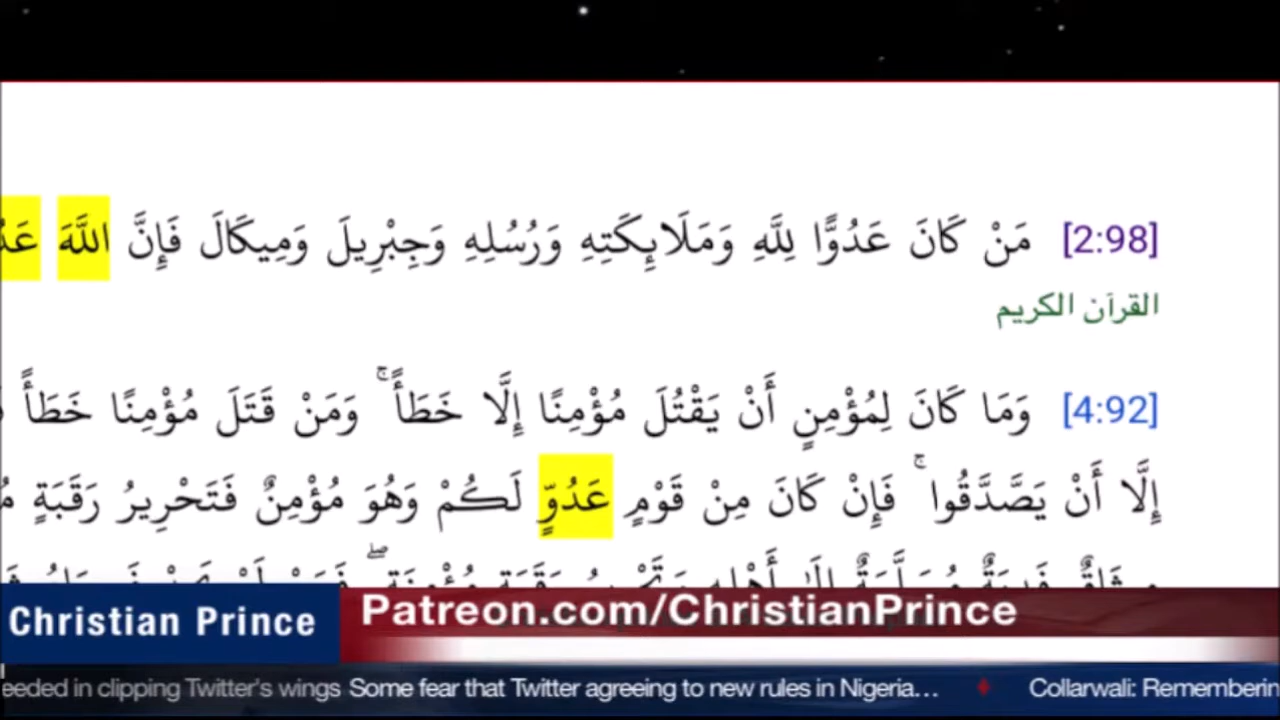 [2:98] مَنْ كَانَ عَدُوًّا لِلَّهِ وَمَلَائِكَتِهِ وَرُسُلِهِ وَجِبْرِيلَ وَمِيكَالَ فَإِنَّ اللَّهَ
القرآن الكريم
[4:92] وَمَا كَانَ لِمُؤْمِنٍ أَنْ يَقْتُلَ مُؤْمِنًا إِلَّا خَطَأً ۚ وَمَنْ قَتَلَ مُؤْمِنًا خَطَأً
إِلَّا أَنْ يَصَّدَّقُوا ۚ فَإِنْ كَانَ مِنْ قَوْمٍ عَدُوٍّ لَكُمْ وَهُوَ مُؤْمِنٌ فَتَحْرِيرُ رَقَبَةٍ
Christian Prince
Patreon.com/ChristianPrince
eeded in clipping Twitter's wings Some fear that Twitter agreeing to new rules in Nigeria... Collarwali: Rememberin